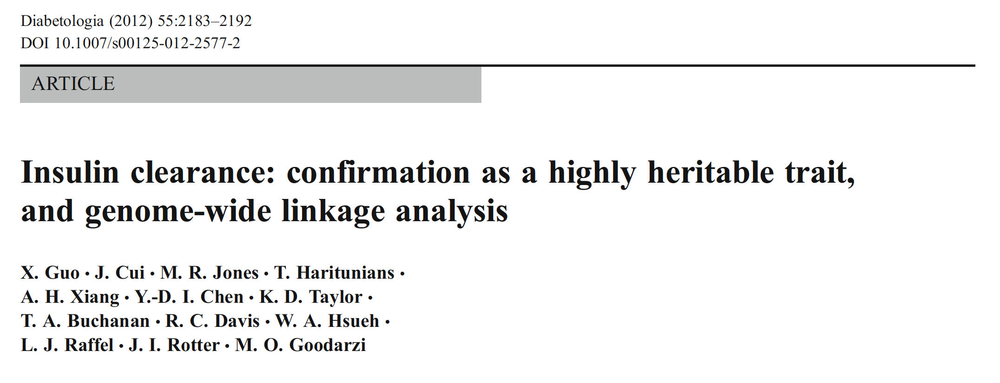 Diabetologia (2012) 55:2183–2192
DOI 10.1007/s00125-012-2577-2
ARTICLE
Insulin clearance: confirmation as a highly heritable trait,
and genome-wide linkage analysis
X. Guo • J. Cui • M. R. Jones • T. Haritunians •
A. H. Xiang • Y.-D. I. Chen • K. D. Taylor •
T. A. Buchanan • R. C. Davis • W. A. Hsueh •
L. J. Raffel • J. I. Rotter • M. O. Goodarzi